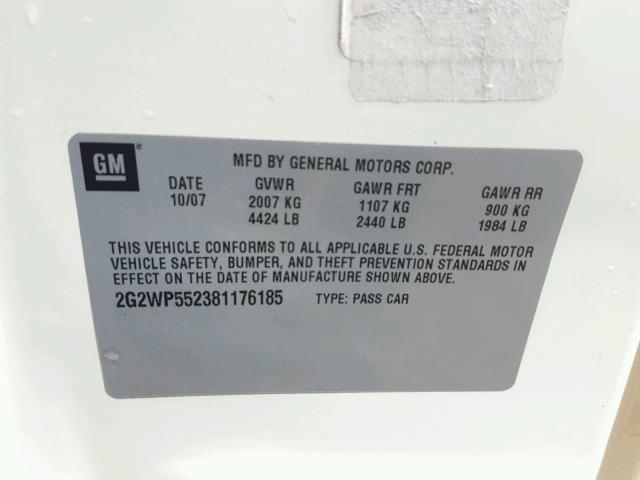 GM
MFD BY GENERAL MOTORS CORP.
DATE GVWR GAWR FRT GAWR RR
10/07 2007 KG 1107 KG 900 KG
4424 LB 2440 LB 1984 LB
THIS VEHICLE CONFORMS TO ALL APPLICABLE U.S. FEDERAL MOTOR
VEHICLE SAFETY, BUMPER, AND THEFT PREVENTION STANDARDS IN
EFFECT ON THE DATE OF MANUFACTURE SHOWN ABOVE.
2G2WP552381176185 TYPE: PASS CAR